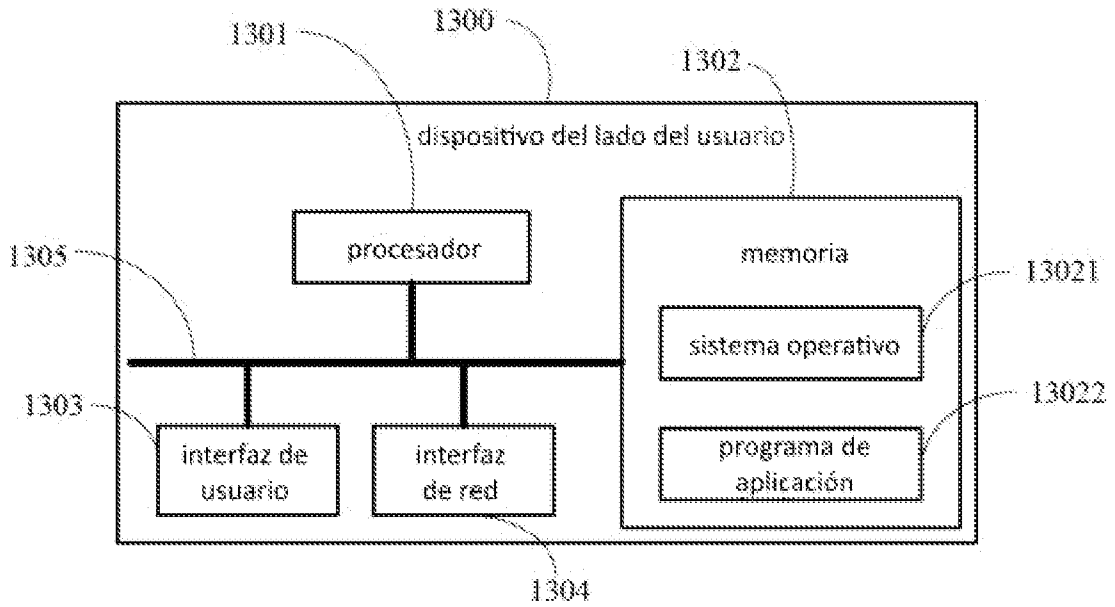 1300
1301
1302
dispositivo del lado del usuario
procesador
memoria
1305
13021
sistema operativo
13022
1303
interfaz de
usuario
interfaz
de red
programa de
aplicación
1304